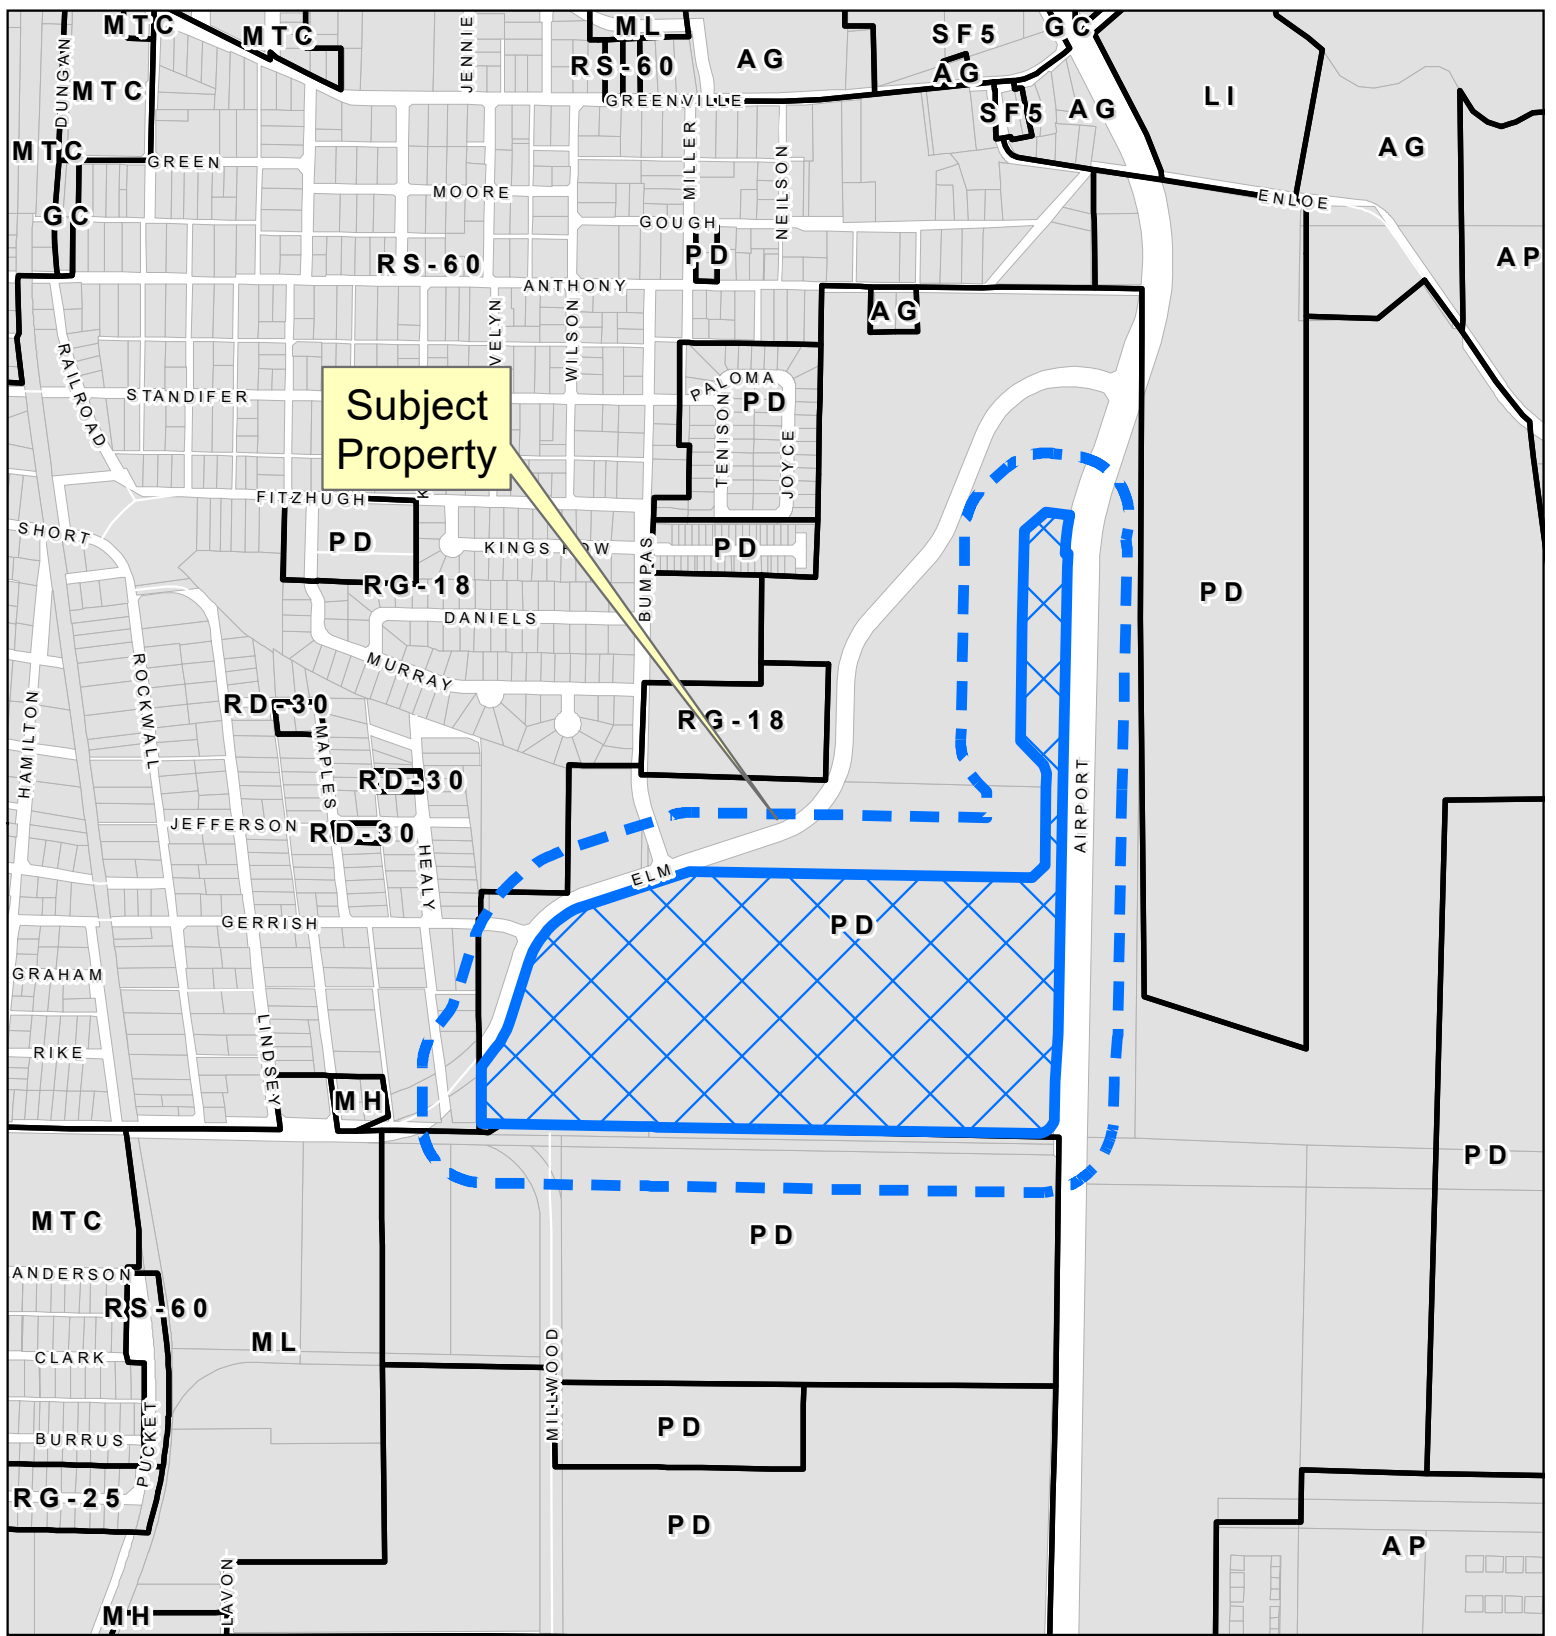 MTC
MTC
ML
SF5
GC
DUNGAN
JENNIE
RS-60
AG
AG
MTC
GREENVILLE
SF5
AG
LI
MTC
GREEN
MILLER
NEILSON
AG
MOORE
ENLOE
GC
GOUGH
PD
RS-60
ANTHONY
AP
AG
RAILROAD
VELYN
WILSON
STANDIFER
PALOMA
PD
TENISON
JOYCE
Subject
Property
FITZHUGH
K
SHORT
PD
KINGS ROW
PD
RG-18
BUMPAS
PD
DANIELS
MURRAY
HAMILTON
ROCKWALL
RD-30
MAPLES
RG-18
RD-30
JEFFERSON
RD-30
AIRPORT
HEALY
ELM
GERRISH
PD
GRAHAM
LINDSEY
RIKE
MH
PD
MTC
PD
ANDERSON
RS-60
ML
CLARK
MILLWOOD
BURRUS
PUCKET
PD
RG-25
PD
AP
LAVON
MH